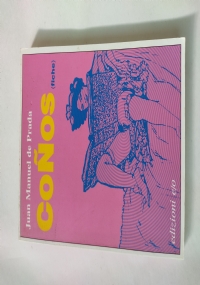 Juan Manuel de Prada
COÑOS
(fiche)
edizioni e/o